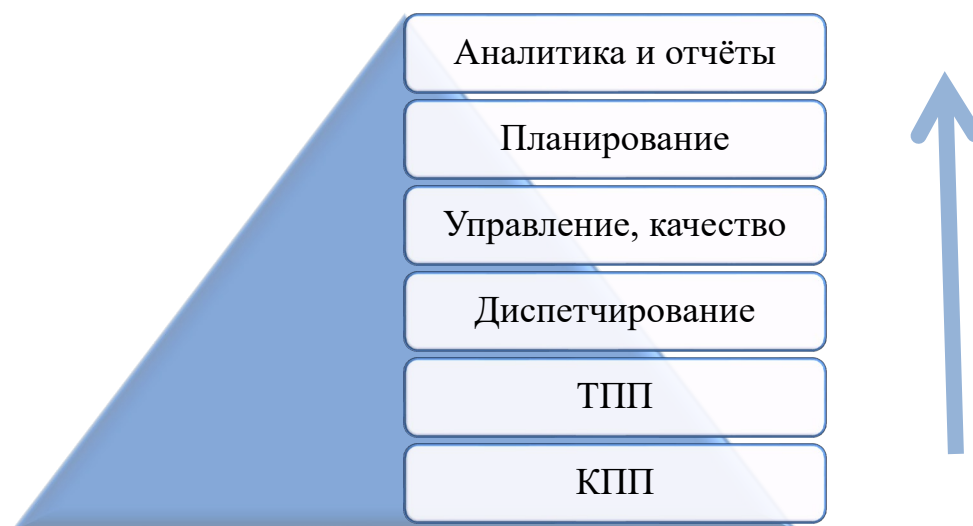 Аналитика и отчёты
Планирование
Управление, качество
Диспетчирование
ТПП
КПП